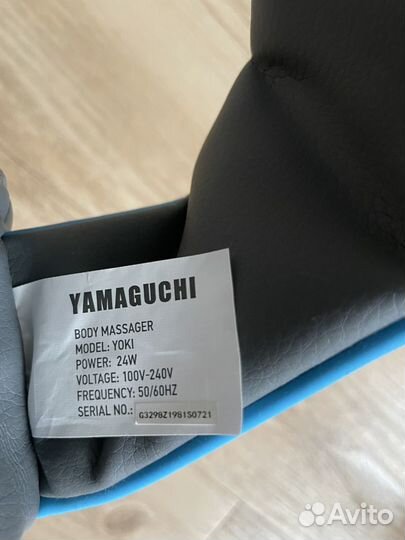 YAMAGUCHI
BODY MASSAGER
MODEL: YOKI
POWER: 24W
VOLTAGE: 100V-240V
FREQUENCY: 50/60HZ
SERIAL NO.: G3298Z1981S0721
Avito